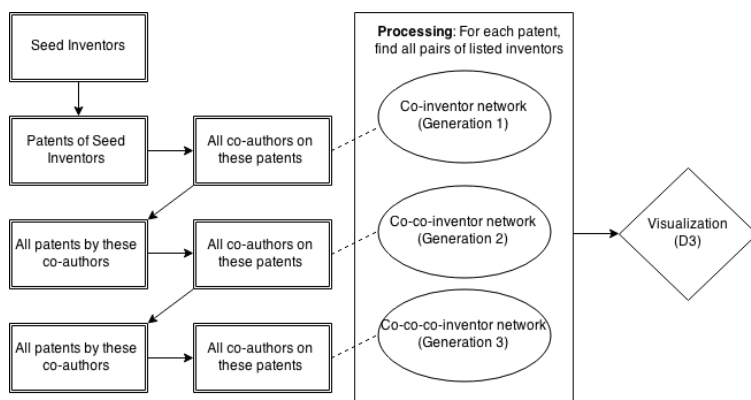 Seed Inventors
Patents of Seed
Inventors
All co-authors on
these patents
All patents by these
co-authors
All co-authors on
these patents
All patents by these
co-authors
All co-authors on
these patents
Processing: For each patent,
find all pairs of listed inventors
Co-inventor network
(Generation 1)
Co-co-inventor network
(Generation 2)
Co-co-co-inventor network
(Generation 3)
Visualization
(D3)